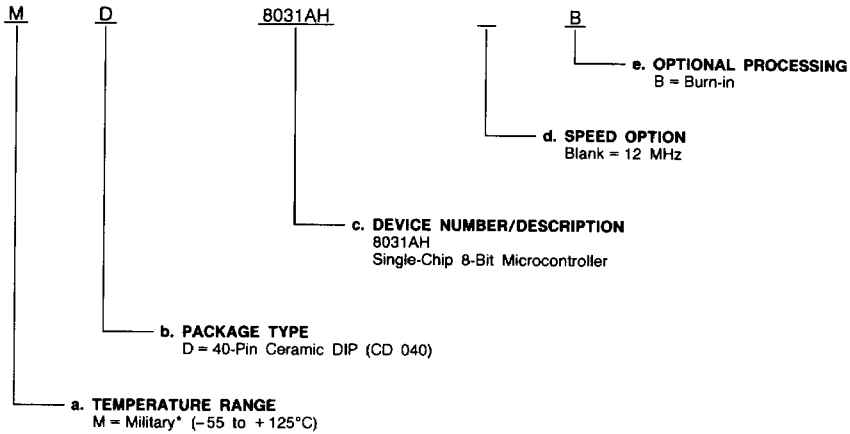 M D 8031AH _ B
e. OPTIONAL PROCESSING
B = Burn-in
d. SPEED OPTION
Blank = 12 MHz
c. DEVICE NUMBER/DESCRIPTION
8031AH
Single-Chip 8-Bit Microcontroller
b. PACKAGE TYPE
D = 40-Pin Ceramic DIP (CD 040)
a. TEMPERATURE RANGE
M = Military* (-55 to +125°C)